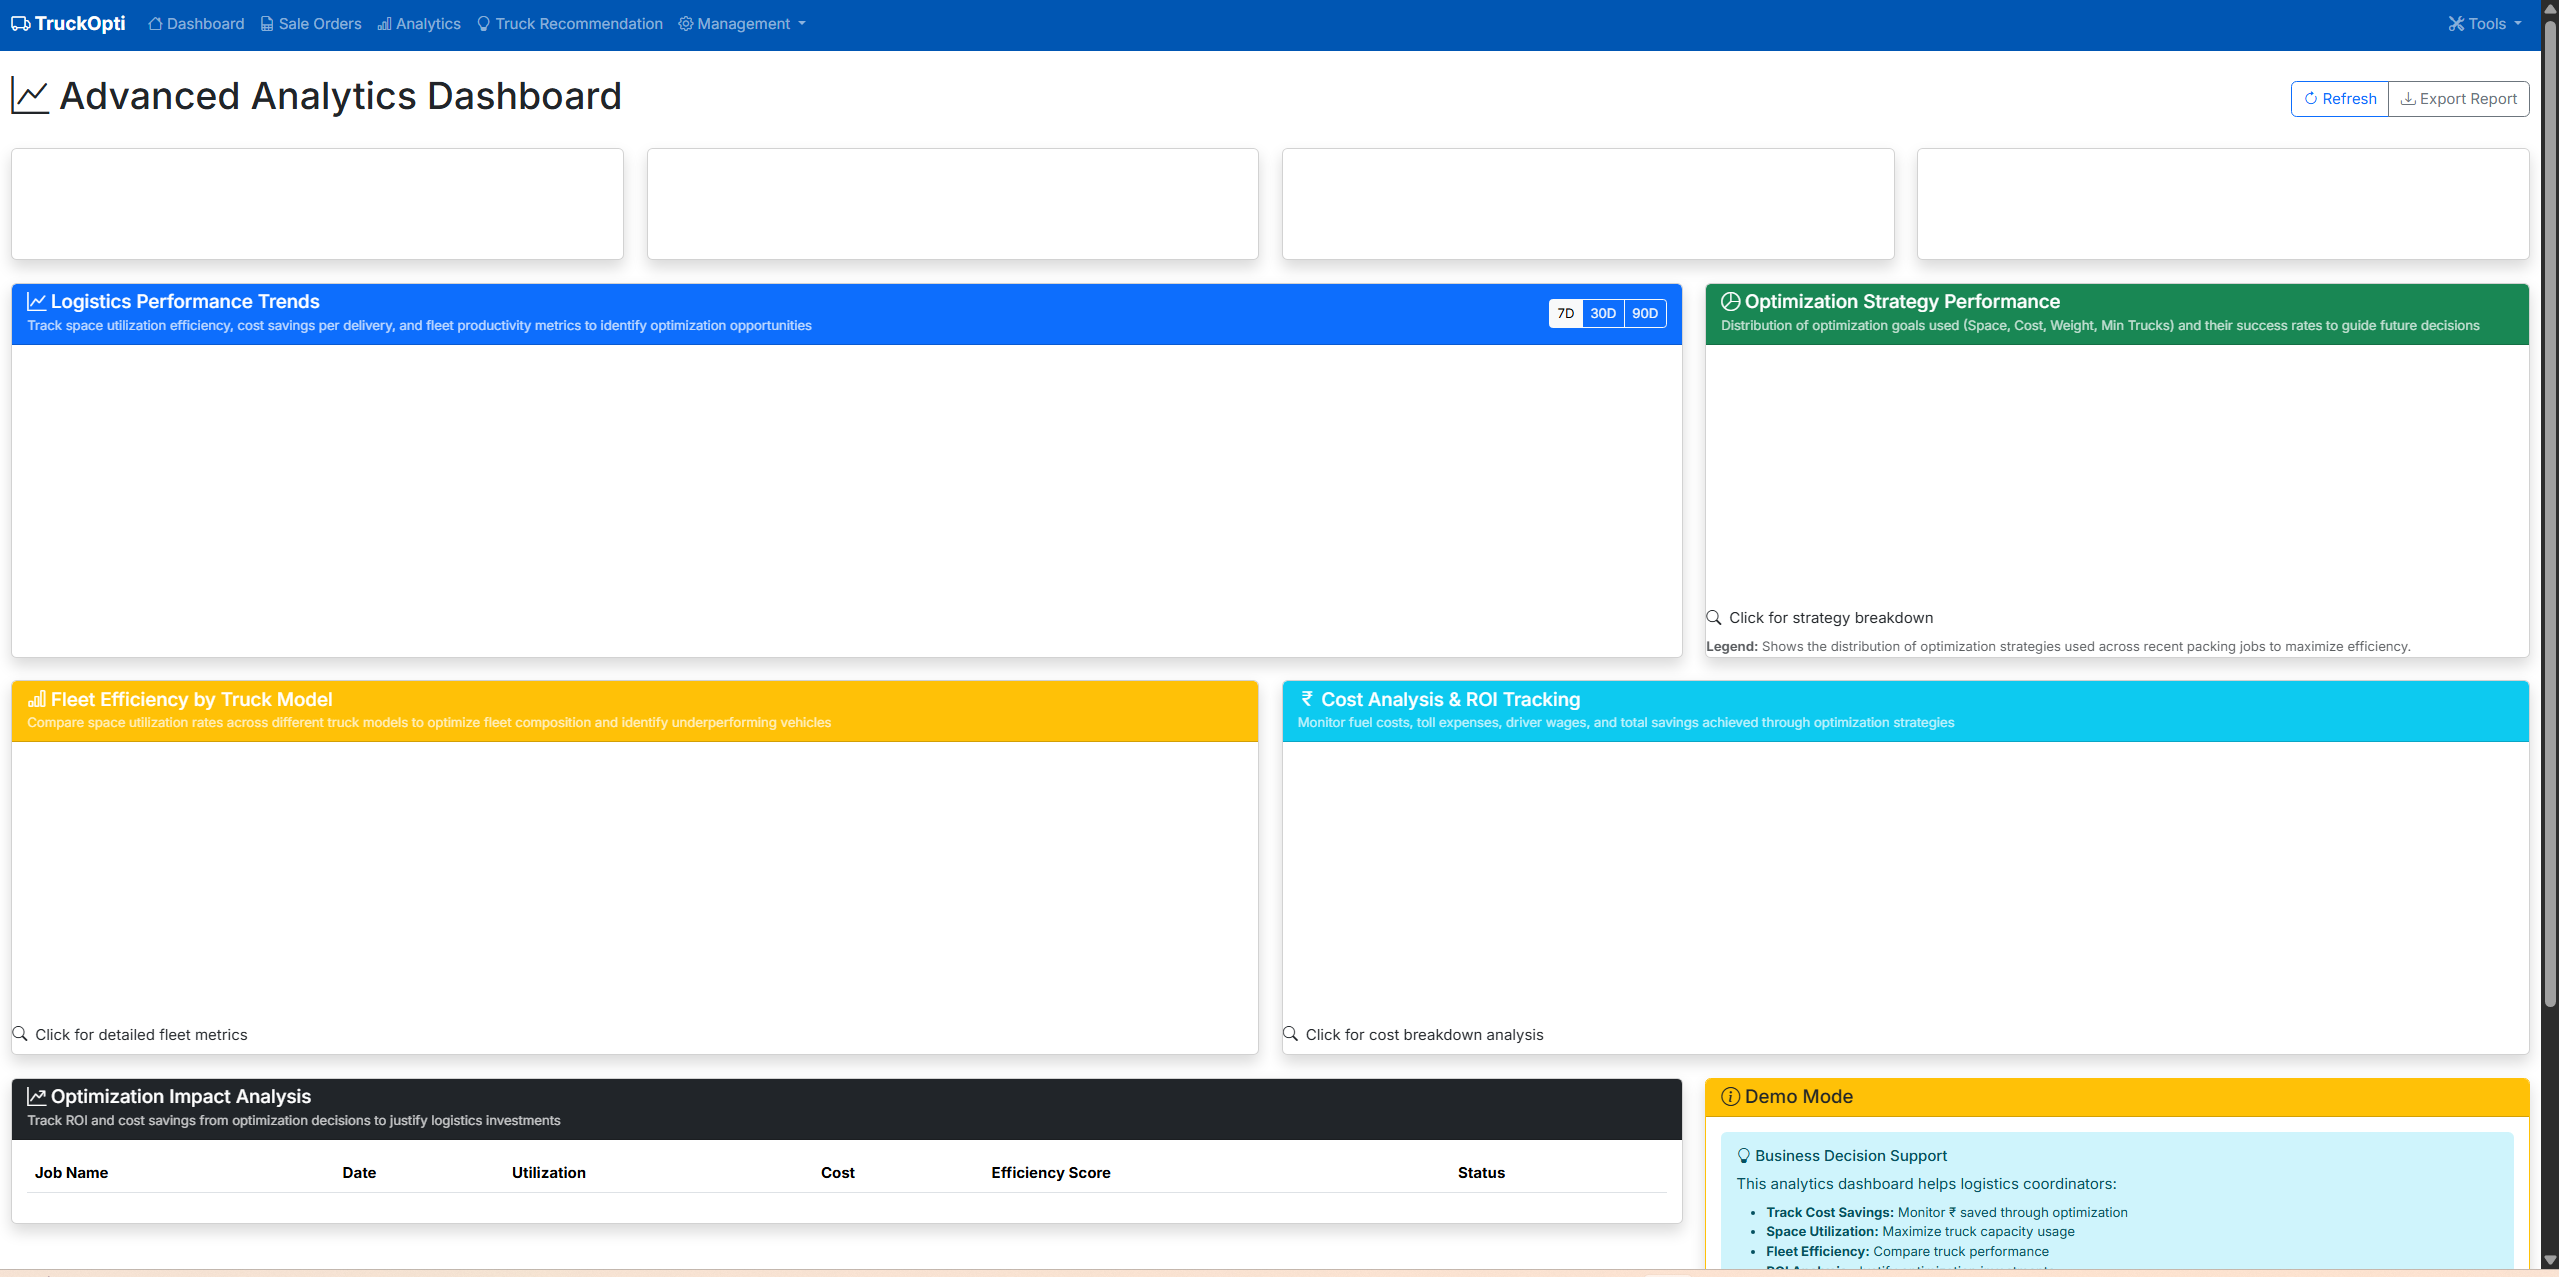 TruckOpti Dashboard Sale Orders Analytics Truck Recommendation Management Tools
Advanced Analytics Dashboard
Refresh Export Report
Logistics Performance Trends
Track space utilization efficiency, cost savings per delivery, and fleet productivity metrics to identify optimization opportunities
7D 30D 90D
Optimization Strategy Performance
Distribution of optimization goals used (Space, Cost, Weight, Min Trucks) and their success rates to guide future decisions
Click for strategy breakdown
Legend: Shows the distribution of optimization strategies used across recent packing jobs to maximize efficiency.
Fleet Efficiency by Truck Model
Compare space utilization rates across different truck models to optimize fleet composition and identify underperforming vehicles
Click for detailed fleet metrics
₹ Cost Analysis & ROI Tracking
Monitor fuel costs, toll expenses, driver wages, and total savings achieved through optimization strategies
Click for cost breakdown analysis
Optimization Impact Analysis
Track ROI and cost savings from optimization decisions to justify logistics investments
Job Name Date Utilization Cost Efficiency Score Status
Demo Mode
Business Decision Support
This analytics dashboard helps logistics coordinators:
• Track Cost Savings: Monitor ₹ saved through optimization
• Space Utilization: Maximize truck capacity usage
• Fleet Efficiency: Compare truck performance